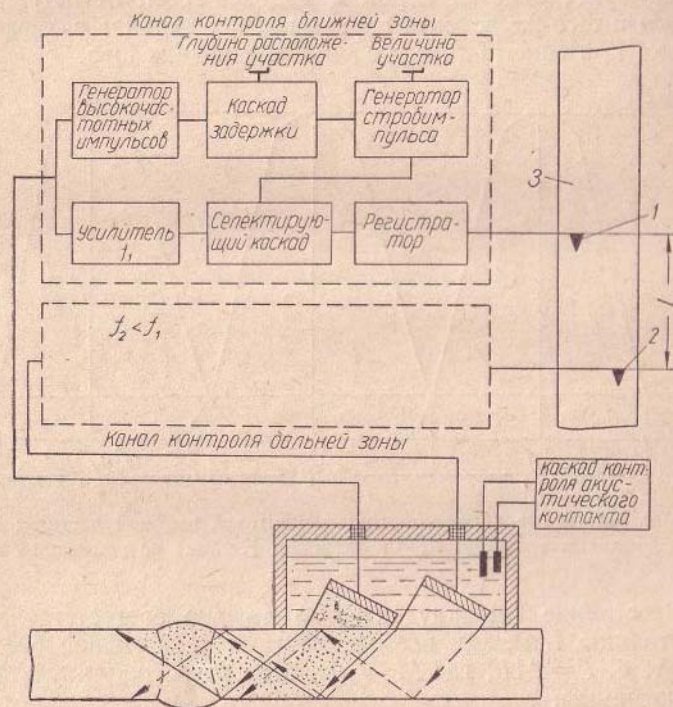 Канал контроля ближней зоны
Глубина расположе-
ния участка
Величина
участка
Генератор
высокочас-
тотных
импульсов
Каскад
задержки
Генератор
стробим-
пульса
Усилитель
f₁
Селектирую-
щий каскад
Регистра-
тор
3
1
f₂ < f₁
2
Канал контроля дальней зоны
Каскад конт-
роля акус-
тического
контакта